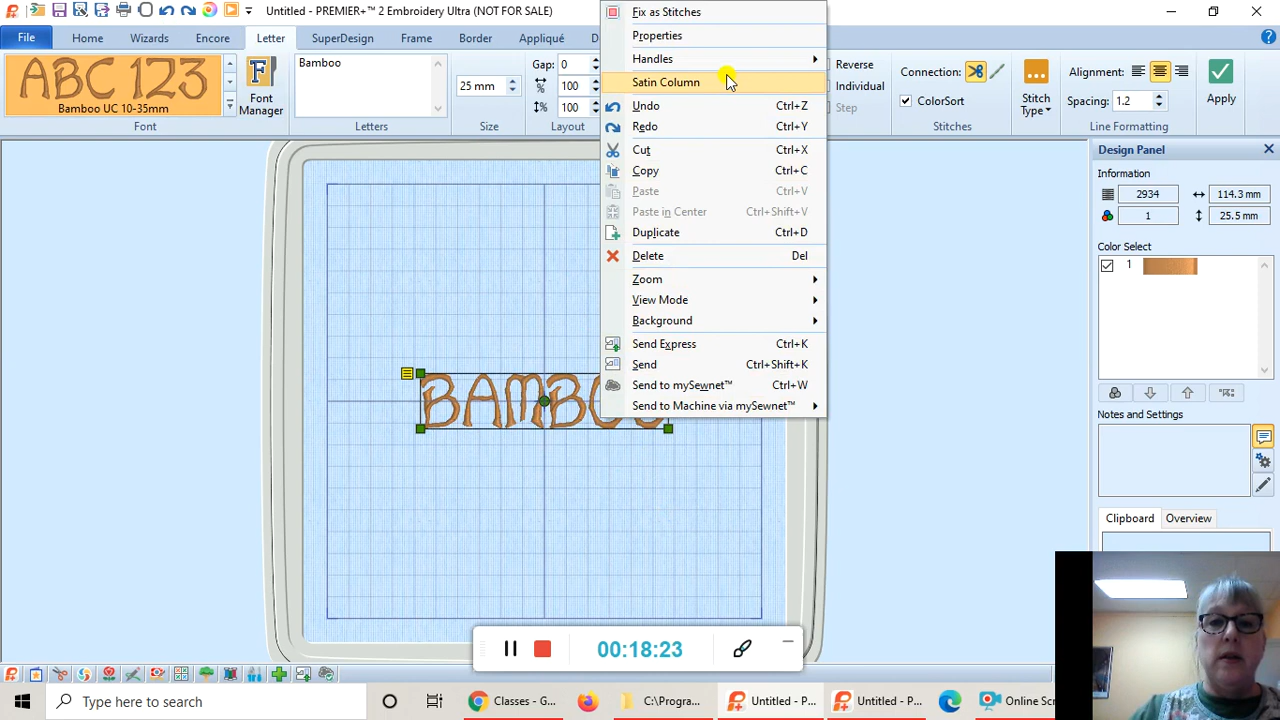 Untitled - PREMIER+™ 2 Embroidery Ultra (NOT FOR SALE)
File Home Wizards Encore Letter SuperDesign Frame Border Appliqué D
ABC 123
Bamboo UC 10-35mm
Font
Font Manager
Bamboo
Letters
25 mm
Size
Gap: 0
100
100
Layout
Reverse
Individual
Step
Connection:
ColorSort
Stitches
Stitch Type
Alignment:
Spacing: 1.2
Line Formatting
Apply
Fix as Stitches
Properties
Handles
Satin Column
Undo Ctrl+Z
Redo Ctrl+Y
Cut Ctrl+X
Copy Ctrl+C
Paste Ctrl+V
Paste in Center Ctrl+Shift+V
Duplicate Ctrl+D
Delete Del
Zoom
View Mode
Background
Send Express Ctrl+K
Send Ctrl+Shift+K
Send to mySewnet™ Ctrl+W
Send to Machine via mySewnet™
BAMBOO
Design Panel
Information
2934 114.3 mm
1 25.5 mm
Color Select
1
Notes and Settings
Clipboard Overview
00:18:23
Type here to search
Classes - G...
C:\Progra...
Untitled - P...
Untitled - P...
Online Scr